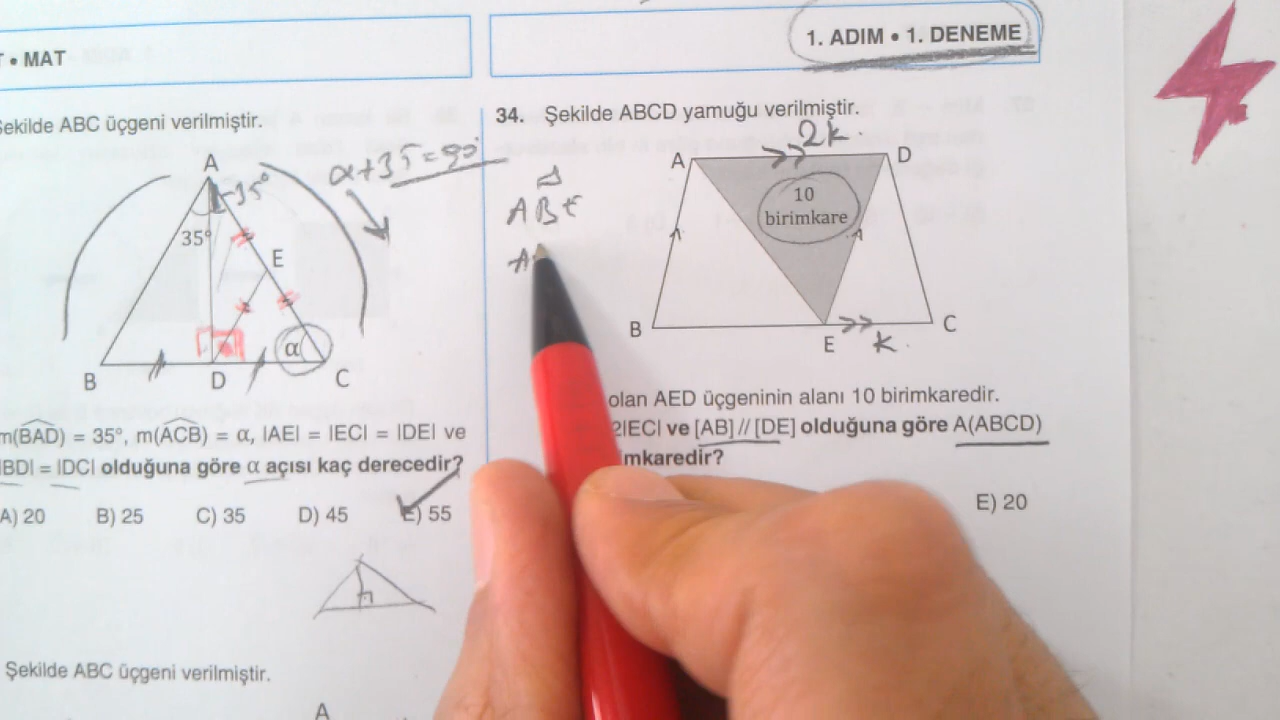 T • MAT
1. ADIM • 1. DENEME
Şekilde ABC üçgeni verilmiştir.
A
35°
35°
E
α
B
D
C
m(BAD) = 35°, m(ACB) = α, |AE| = |EC| = |DE| ve
|BD| = |DC| olduğuna göre α açısı kaç derecedir?
A) 20 B) 25 C) 35 D) 45 E) 55
Şekilde ABC üçgeni verilmiştir.
A
34. Şekilde ABCD yamuğu verilmiştir.
2k
A
D
10
birimkare
ABE
A
B
E
k
C
olan AED üçgeninin alanı 10 birimkaredir.
2|EC| ve [AB] // [DE] olduğuna göre A(ABCD)
E) 20